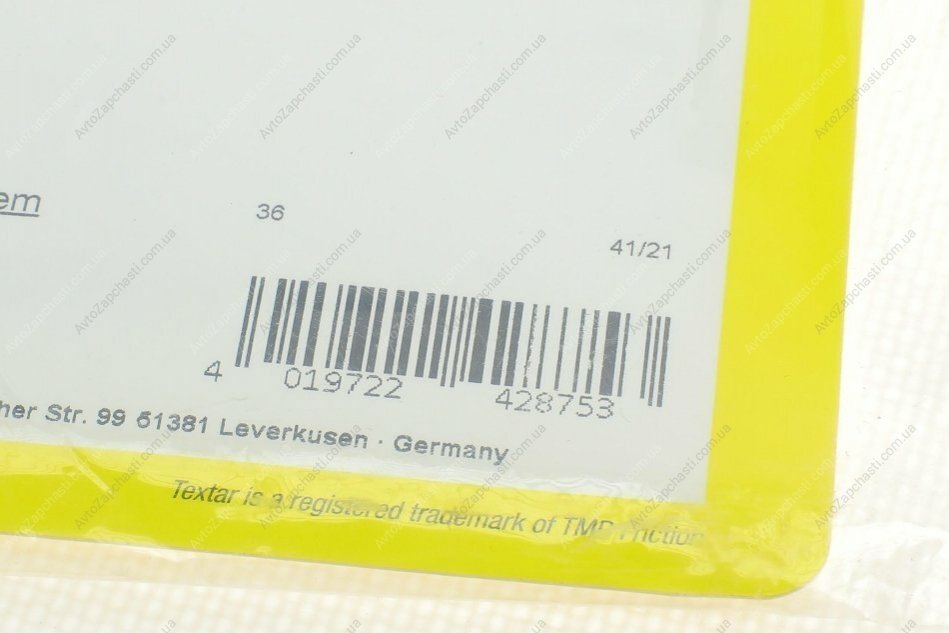 em
36
41/21
4 019722 428753
her Str. 99 51381 Leverkusen · Germany
Textar is a registered trademark of TMD Friction
AvtoZapchasti.com.ua